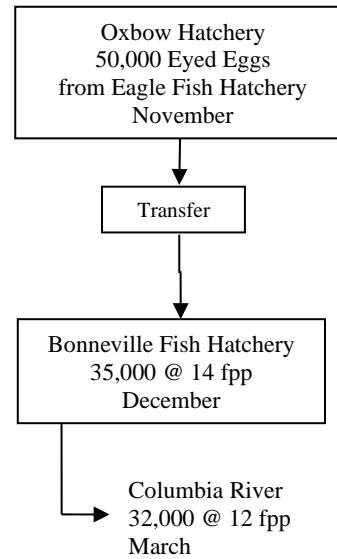 Oxbow Hatchery
50,000 Eyed Eggs
from Eagle Fish Hatchery
November
Transfer
Bonneville Fish Hatchery
35,000 @ 14 fpp
December
Columbia River
32,000 @ 12 fpp
March